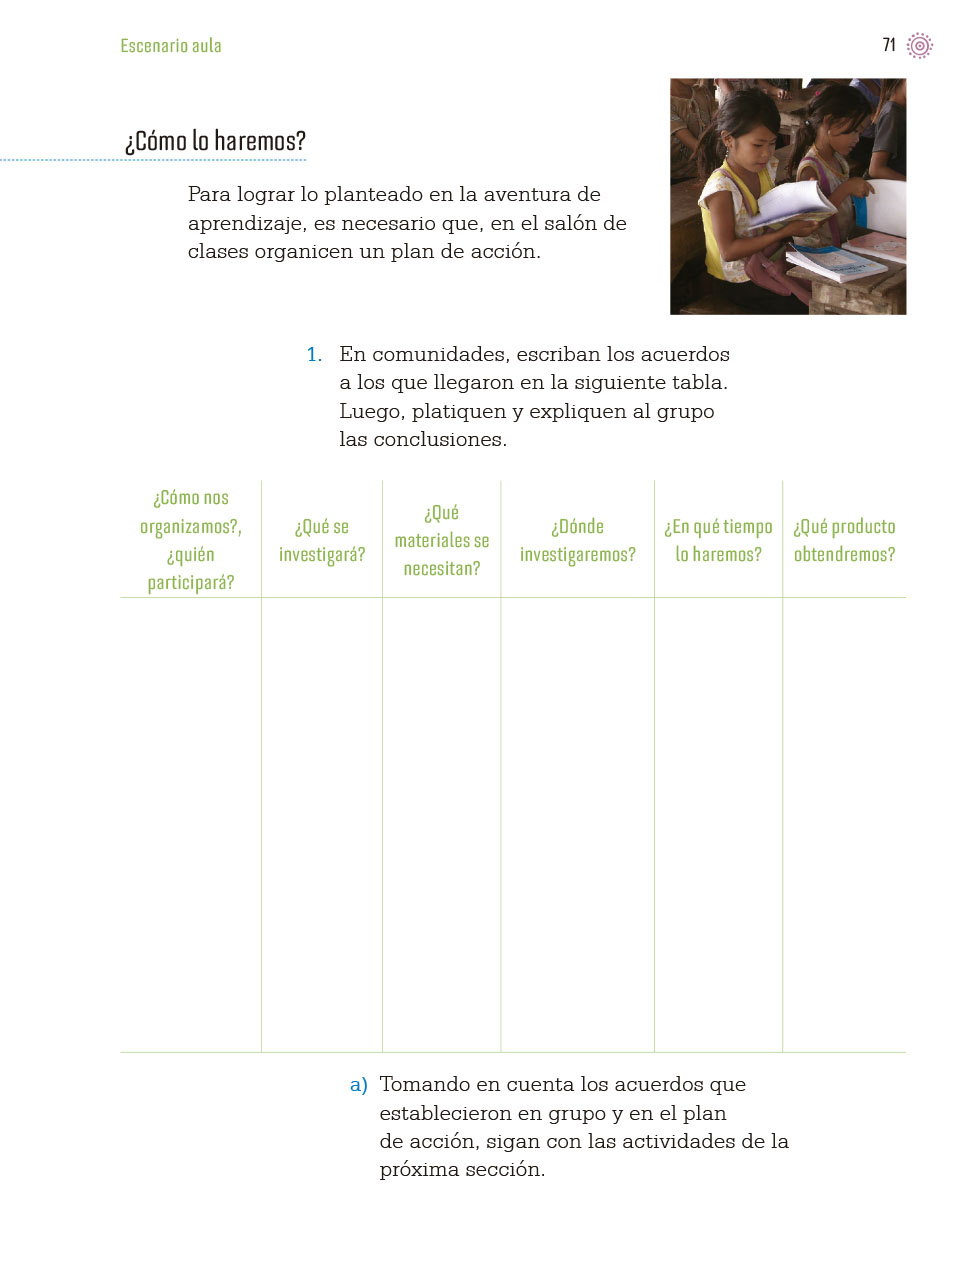 Escenario aula
71
¿Cómo lo haremos?
Para lograr lo planteado en la aventura de
aprendizaje, es necesario que, en el salón de
clases organicen un plan de acción.
1. En comunidades, escriban los acuerdos
a los que llegaron en la siguiente tabla.
Luego, platiquen y expliquen al grupo
las conclusiones.
¿Cómo nos
organizamos?,
¿quién
participará?
¿Qué se
investigará?
¿Qué
materiales se
necesitan?
¿Dónde
investigaremos?
¿En qué tiempo
lo haremos?
¿Qué producto
obtendremos?
a) Tomando en cuenta los acuerdos que
establecieron en grupo y en el plan
de acción, sigan con las actividades de la
próxima sección.